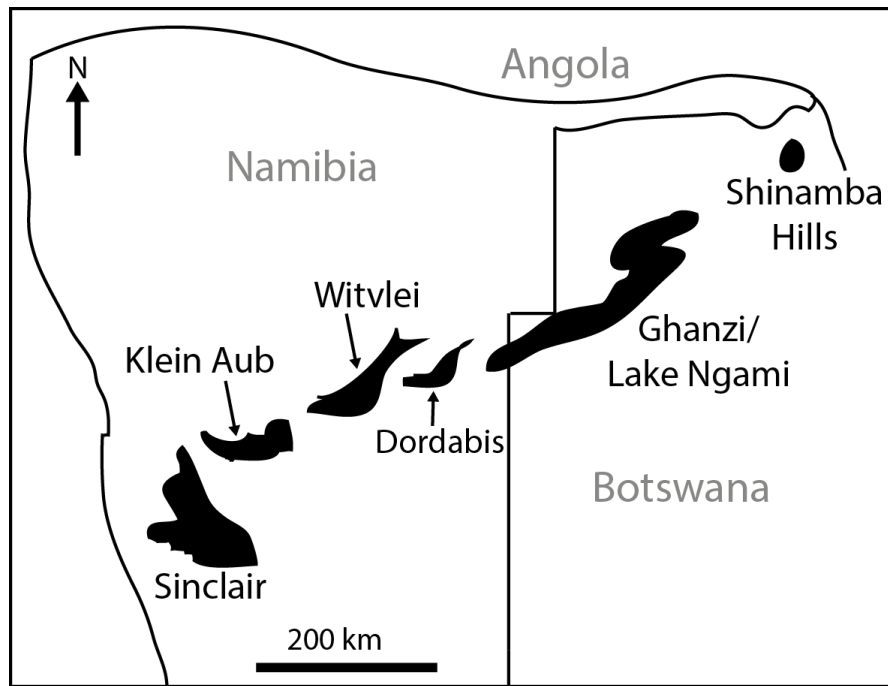 N
Angola
Namibia
Shinamba
Hills
Witvlei
Ghanzi/
Lake Ngami
Klein Aub
Dordabis
Botswana
Sinclair
200 km